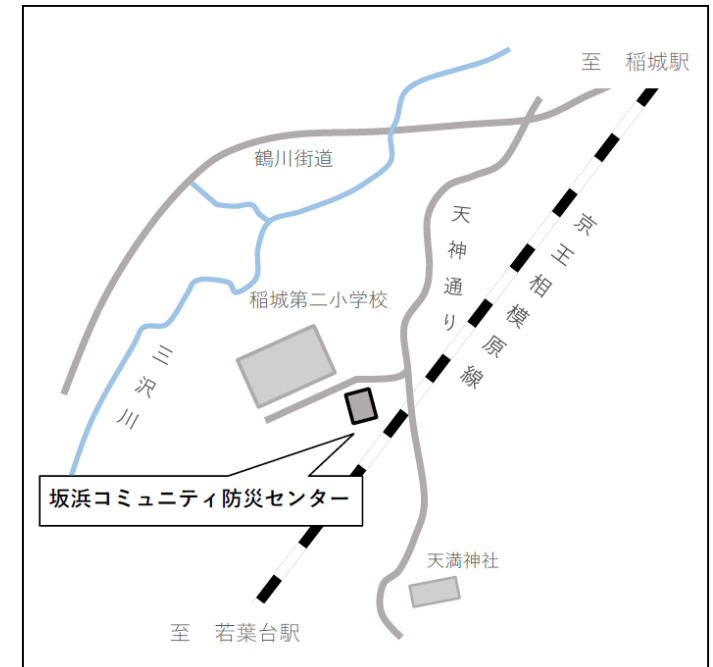 至　稲城駅
鶴川街道
天神通り
京王相模原線
稲城第二小学校
三沢川
坂浜コミュニティ防災センター
天満神社
至　若葉台駅